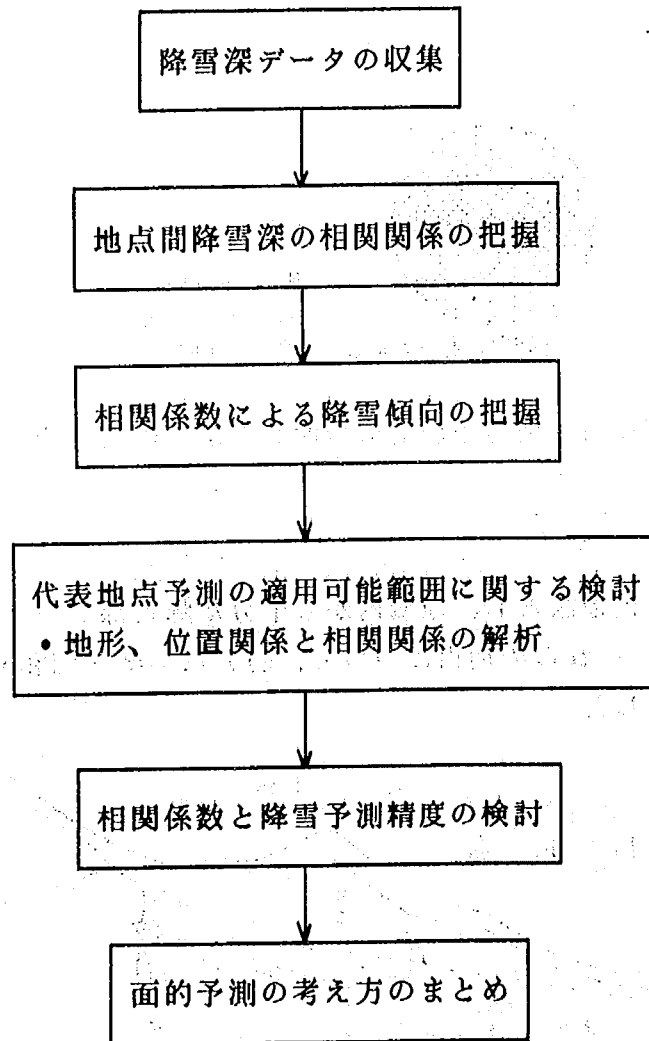 降雪深データの収集
地点間降雪深の相関関係の把握
相関係数による降雪傾向の把握
代表地点予測の適用可能範囲に関する検討
•地形、位置関係と相関関係の解析
相関係数と降雪予測精度の検討
面的予測の考え方のまとめ